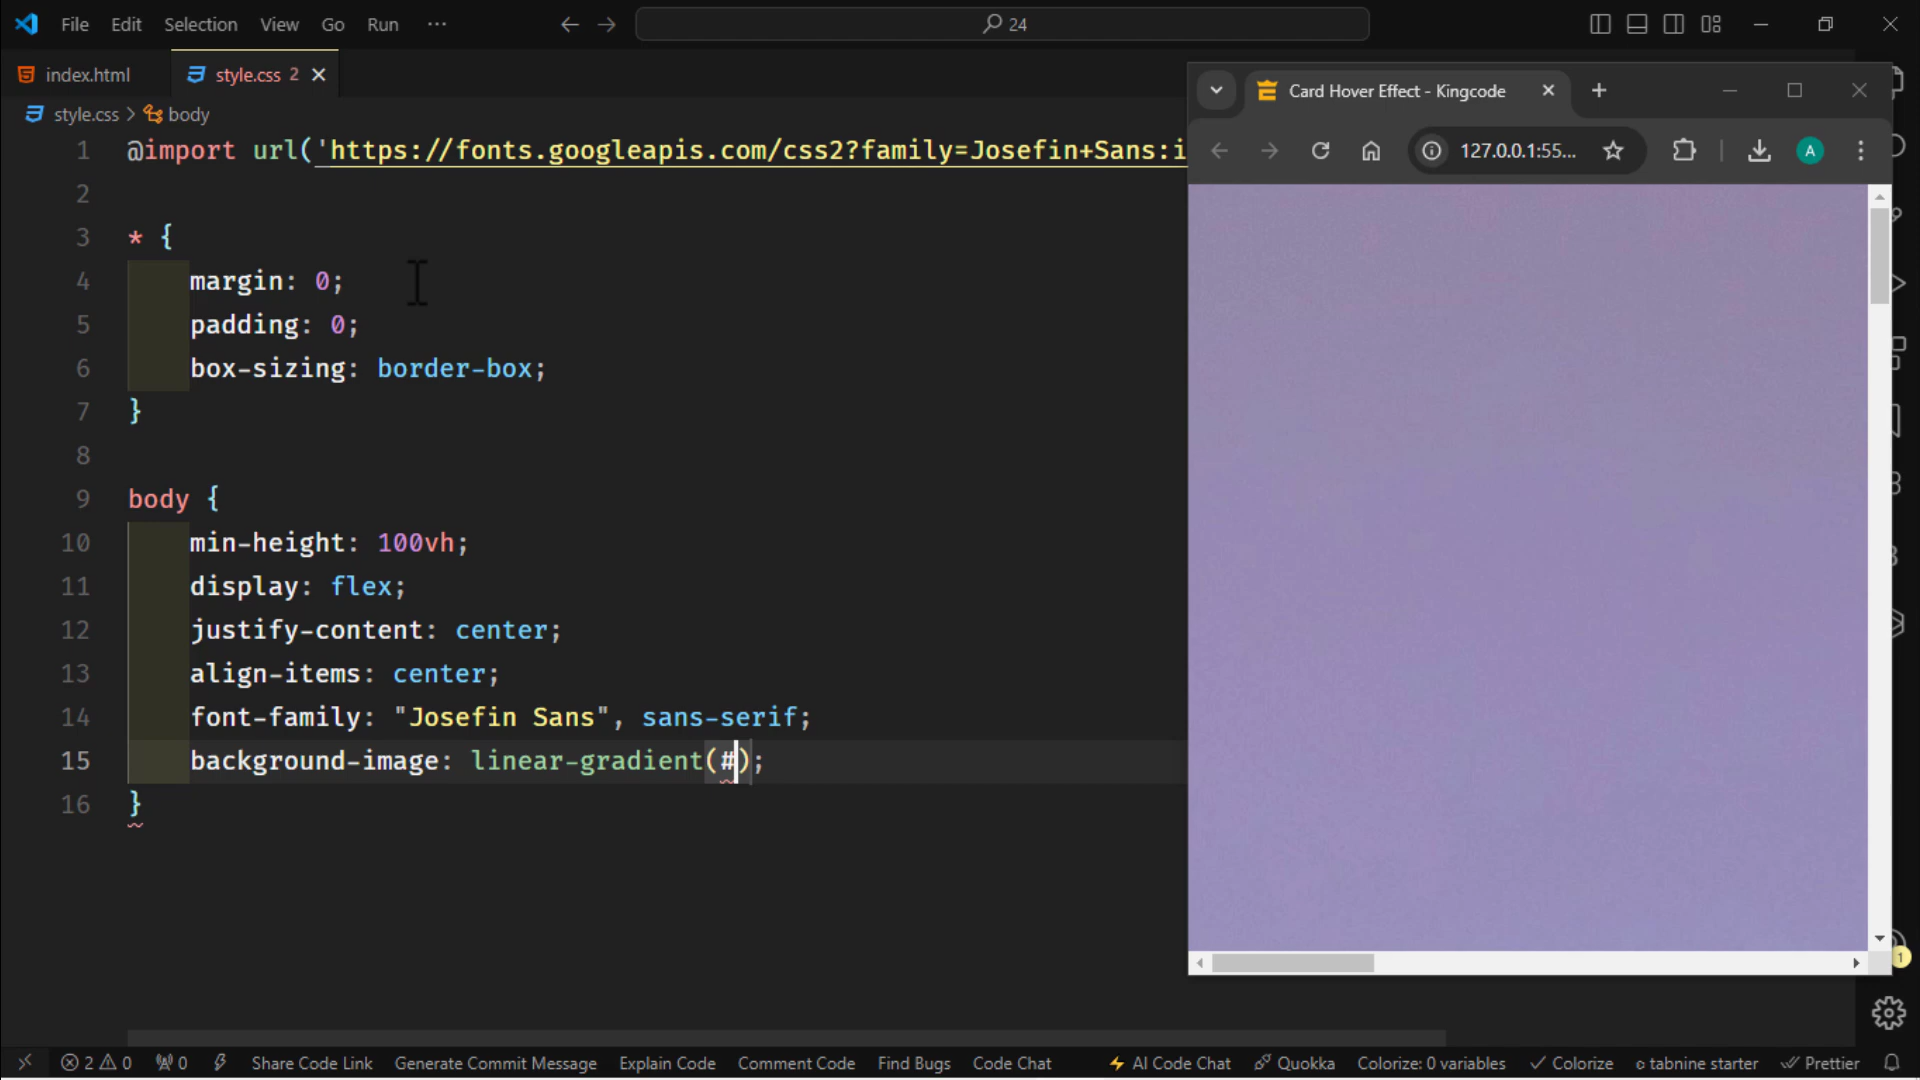 File Edit Selection View Go Run ···
24
index.html
style.css 2
style.css > body
1 @import url('https://fonts.googleapis.com/css2?family=Josefin+Sans:i
2
3 * {
4 margin: 0;
5 padding: 0;
6 box-sizing: border-box;
7 }
8
9 body {
10 min-height: 100vh;
11 display: flex;
12 justify-content: center;
13 align-items: center;
14 font-family: "Josefin Sans", sans-serif;
15 background-image: linear-gradient(#);
16 }
Card Hover Effect - Kingcode
127.0.0.1:55...
A
1
2 0 0 Share Code Link Generate Commit Message Explain Code Comment Code Find Bugs Code Chat AI Code Chat Quokka Colorize: 0 variables Colorize tabnine starter Prettier